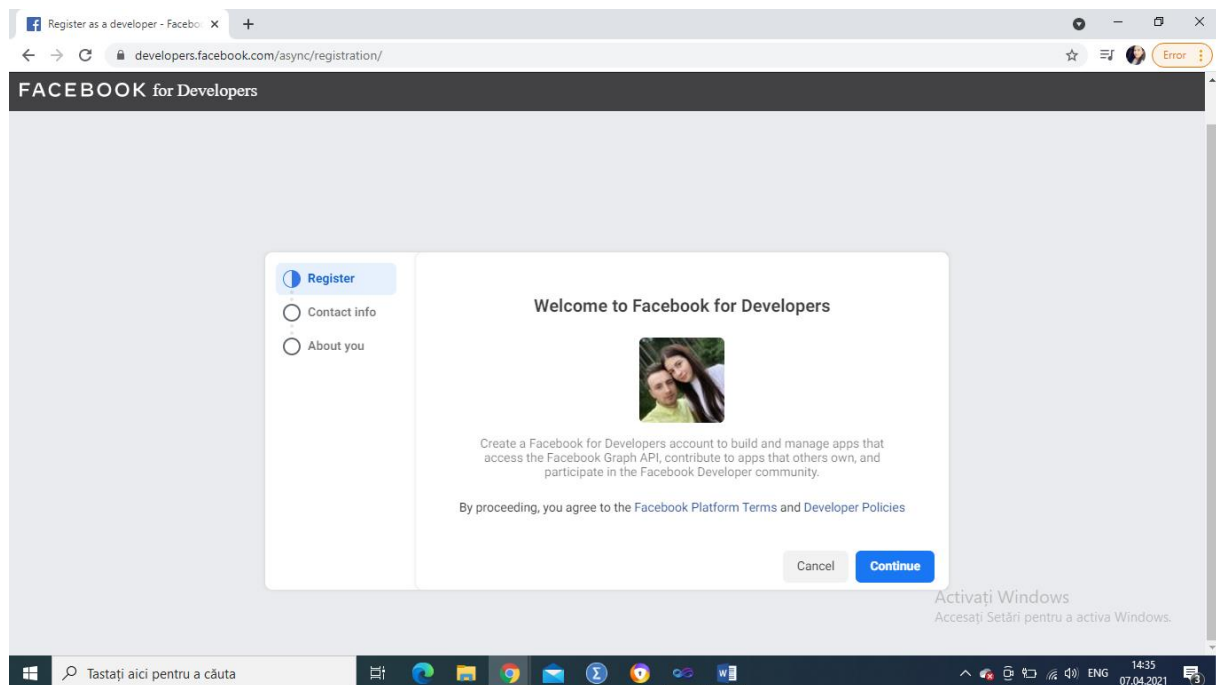 Register as a developer - Facebo
developers.facebook.com/async/registration/
Error
FACEBOOK for Developers
Register
Contact info
About you
Welcome to Facebook for Developers
Create a Facebook for Developers account to build and manage apps that
access the Facebook Graph API, contribute to apps that others own, and
participate in the Facebook Developer community.
By proceeding, you agree to the Facebook Platform Terms and Developer Policies
Cancel
Continue
Activați Windows
Accesați Setări pentru a activa Windows.
Tastați aici pentru a căuta
ENG
14:35
07.04.2021
3